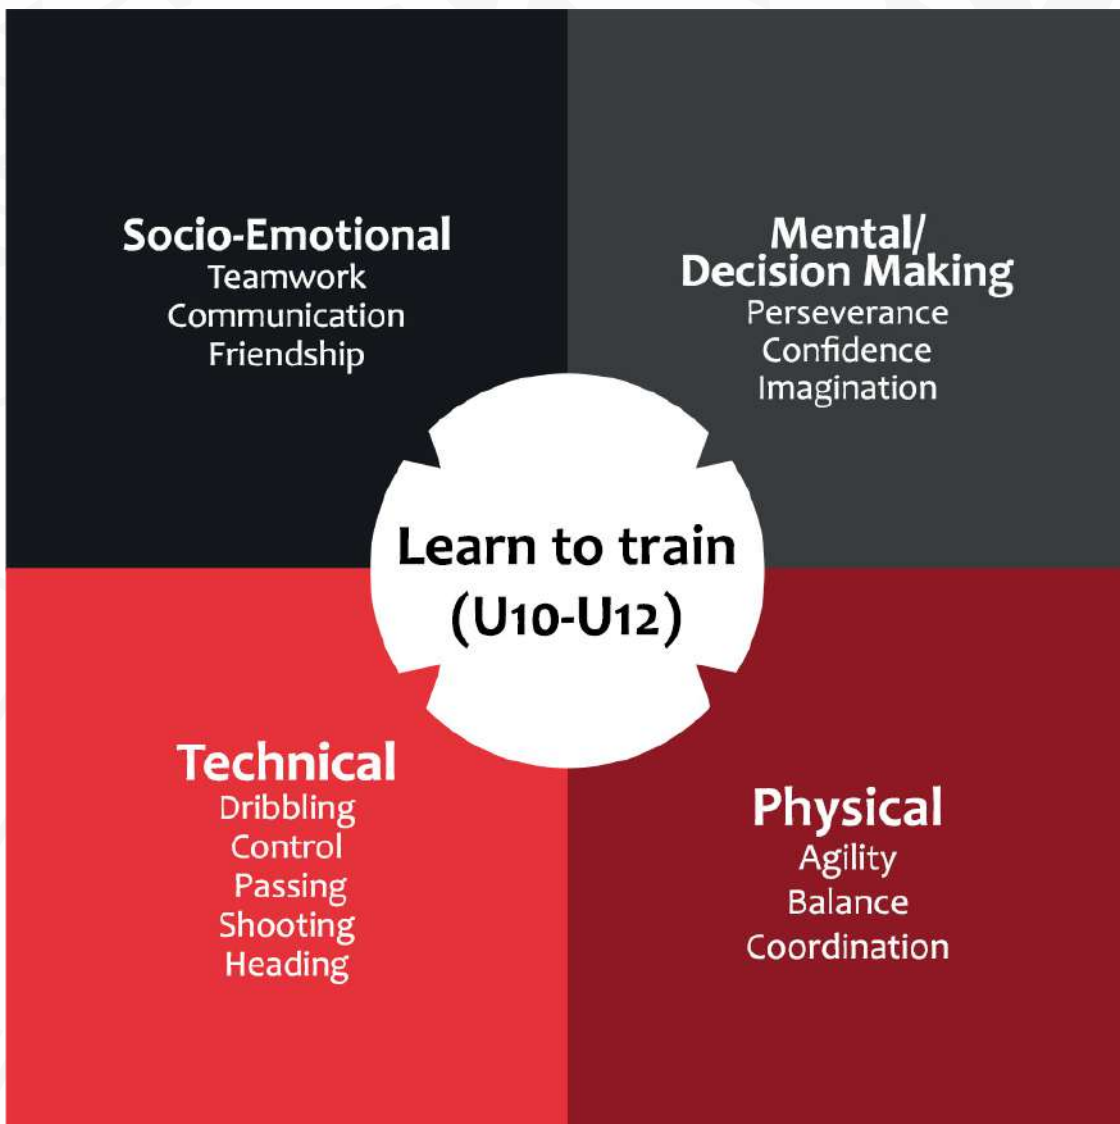 Socio-Emotional
Teamwork
Communication
Friendship
Mental/
Decision Making
Perseverance
Confidence
Imagination
Learn to train
(U10-U12)
Technical
Dribbling
Control
Passing
Shooting
Heading
Physical
Agility
Balance
Coordination